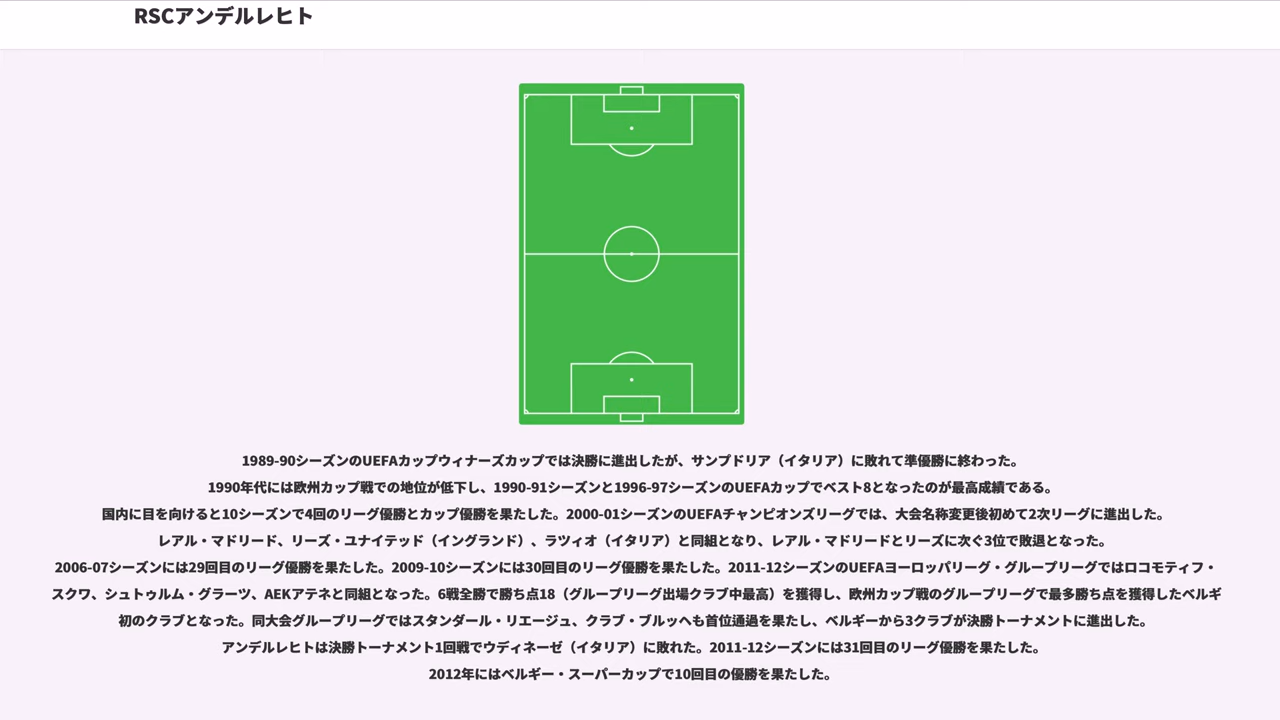 RSCアンデルレヒト
1989-90シーズンのUEFAカップウィナーズカップでは決勝に進出したが、サンプドリア（イタリア）に敗れて準優勝に終わった。
1990年代には欧州カップ戦での地位が低下し、1990-91シーズンと1996-97シーズンのUEFAカップでベスト8となったのが最高成績である。
国内に目を向けると10シーズンで4回のリーグ優勝とカップ優勝を果たした。2000-01シーズンのUEFAチャンピオンズリーグでは、大会名称変更後初めて2次リーグに進出した。
レアル・マドリード、リーズ・ユナイテッド（イングランド）、ラツィオ（イタリア）と同組となり、レアル・マドリードとリーズに次ぐ3位で敗退となった。
2006-07シーズンには29回目のリーグ優勝を果たした。2009-10シーズンには30回目のリーグ優勝を果たした。2011-12シーズンのUEFAヨーロッパリーグ・グループリーグではロコモティフ・
スクワ、シュトゥルム・グラーツ、AEKアテネと同組となった。6戦全勝で勝ち点18（グループリーグ出場クラブ中最高）を獲得し、欧州カップ戦のグループリーグで最多勝ち点を獲得したベルギ
初のクラブとなった。同大会グループリーグではスタンダール・リエージュ、クラブ・ブルッヘも首位通過を果たし、ベルギーから3クラブが決勝トーナメントに進出した。
アンデルレヒトは決勝トーナメント1回戦でウディネーゼ（イタリア）に敗れた。2011-12シーズンには31回目のリーグ優勝を果たした。
2012年にはベルギー・スーパーカップで10回目の優勝を果たした。